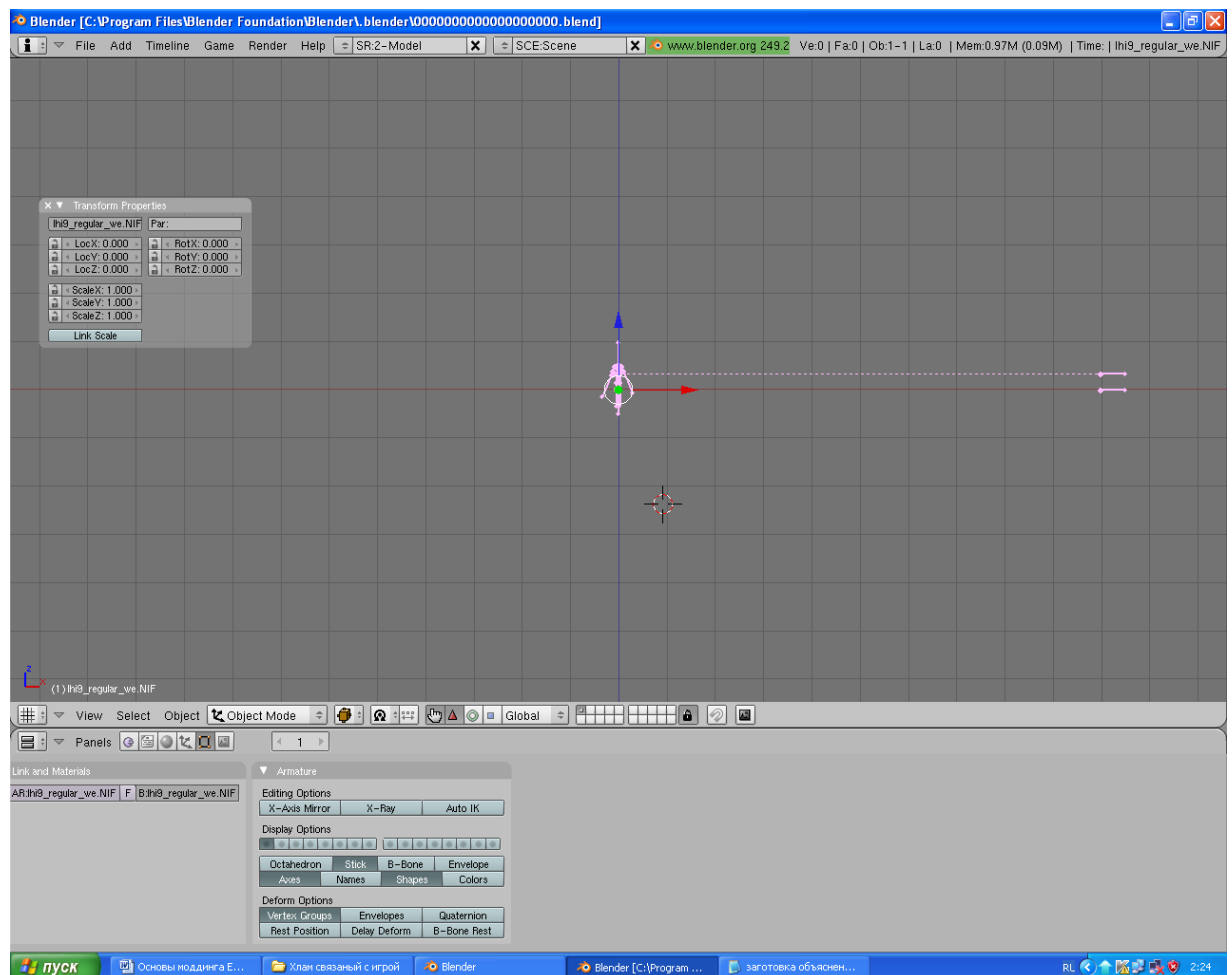 Blender [C:\Program Files\Blender Foundation\Blender\.blender\0000000000000000000.blend]
File Add Timeline Game Render Help SR:2-Model X SCE:Scene X www.blender.org 249.2 Ve:0 | Fa:0 | Ob:1-1 | La:0 | Mem:0.97M (0.09M) | Time: | lhi9_regular_we.NIF
Transform Properties
lhi9_regular_we.NIF Par:
LocX: 0.000 RotX: 0.000
LocY: 0.000 RotY: 0.000
LocZ: 0.000 RotZ: 0.000
ScaleX: 1.000
ScaleY: 1.000
ScaleZ: 1.000
Link Scale
z
x
(1) lhi9_regular_we.NIF
View Select Object Object Mode Global
Panels 1
Link and Materials
AR:lhi9_regular_we.NIF F B:lhi9_regular_we.NIF
Armature
Editing Options
X-Axis Mirror X-Ray Auto IK
Display Options
Octahedron Stick B-Bone Envelope
Axes Names Shapes Colors
Deform Options
Vertex Groups Envelopes Quaternion
Rest Position Delay Deform B-Bone Rest
пуск Основы моддинга E... Хлам связаный с игрой Blender Blender [C:\Program ... заготовка объяснен... RL 2:24